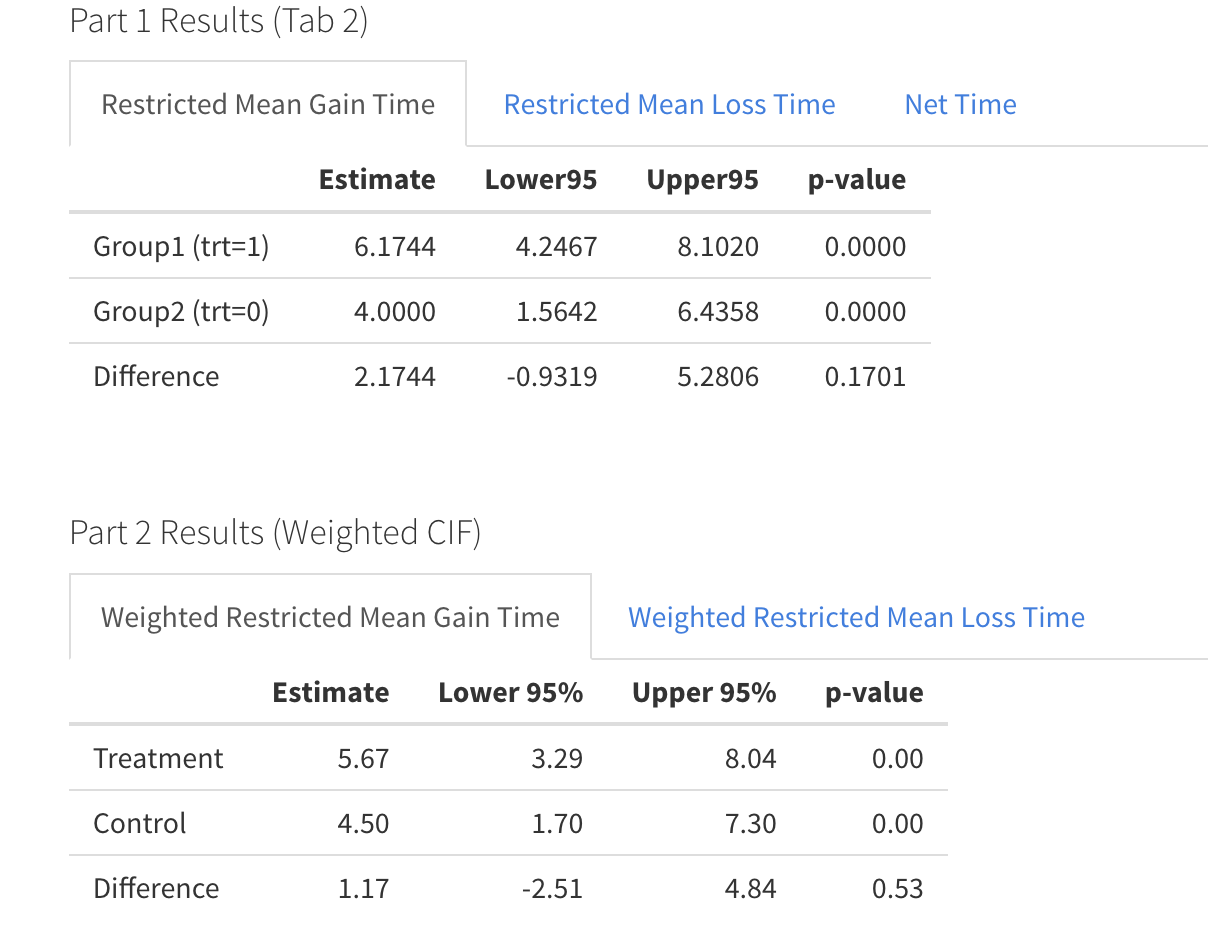 Part 1 Results (Tab 2)
Restricted Mean Gain Time Restricted Mean Loss Time Net Time
Estimate Lower95 Upper95 p-value
Group1 (trt=1) 6.1744 4.2467 8.1020 0.0000
Group2 (trt=0) 4.0000 1.5642 6.4358 0.0000
Difference 2.1744 -0.9319 5.2806 0.1701
Part 2 Results (Weighted CIF)
Weighted Restricted Mean Gain Time Weighted Restricted Mean Loss Time
Estimate Lower 95% Upper 95% p-value
Treatment 5.67 3.29 8.04 0.00
Control 4.50 1.70 7.30 0.00
Difference 1.17 -2.51 4.84 0.53